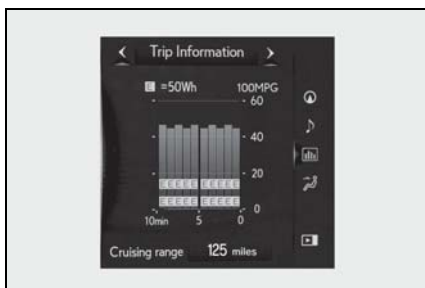 Trip Information
E =50Wh 100MPG
60
40
20
E E E E E E E E E E
E E E E E E E E E E
0
10min 5 0
Cruising range 125 miles